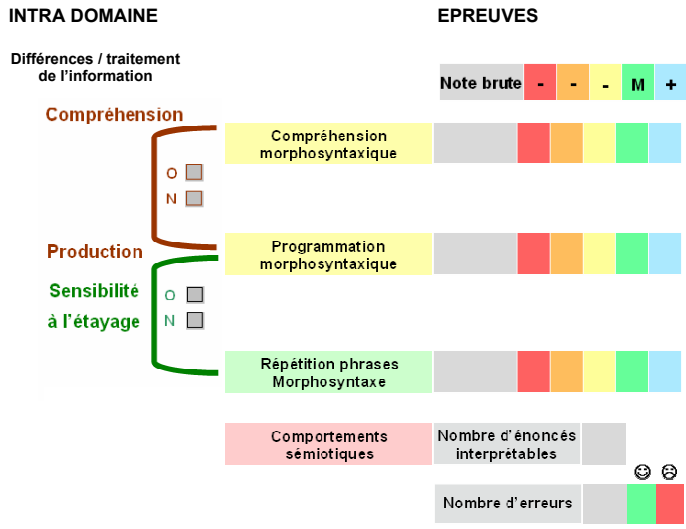 INTRA DOMAINE
EPREUVES
Différences / traitement
de l'information
Note brute - - - M +
Compréhension
Compréhension
morphosyntaxique
O
N
Production
Programmation
morphosyntaxique
Sensibilité
à l'étayage
O
N
Répétition phrases
Morphosyntaxe
Comportements
sémiotiques
Nombre d'énoncés
interprétables
Nombre d'erreurs